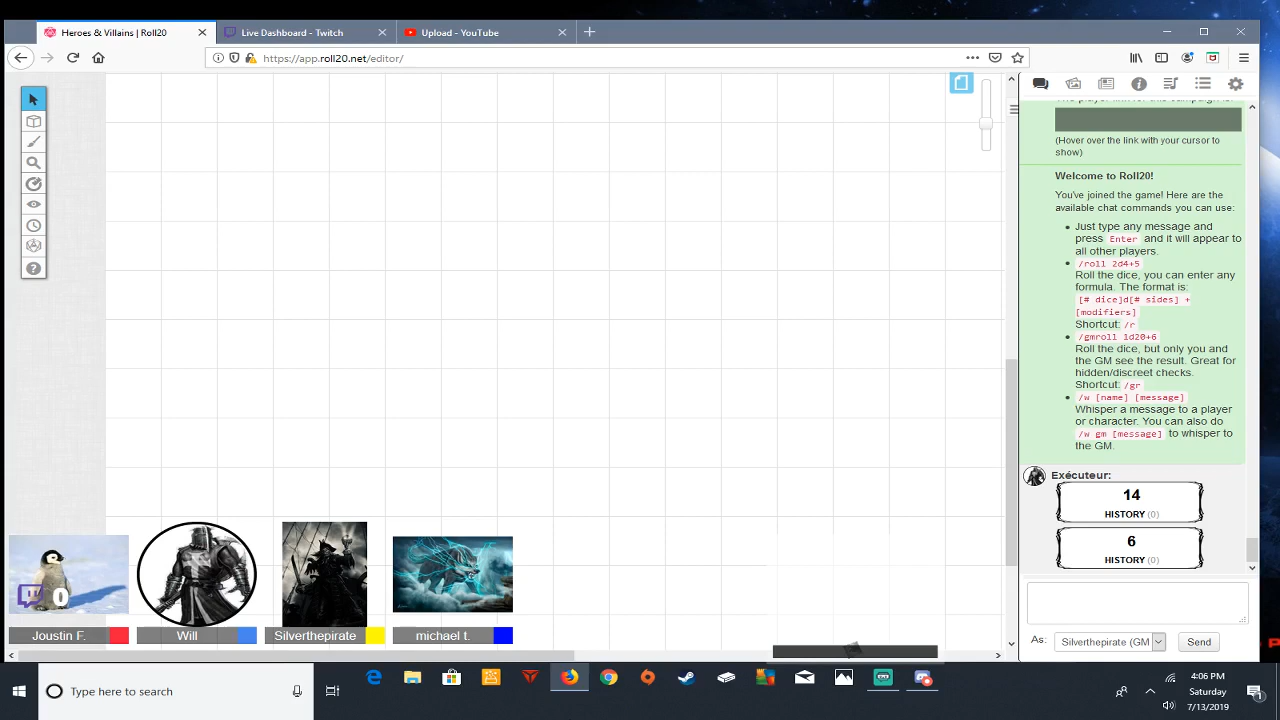 Heroes & Villains | Roll20
Live Dashboard - Twitch
Upload - YouTube
https://app.roll20.net/editor/
(Hover over the link with your cursor to
show)
Welcome to Roll20!
You've joined the game! Here are the
available chat commands you can use:
Just type any message and
press Enter and it will appear to
all other players.
/roll 2d4+5
Roll the dice, you can enter any
formula. The format is:
[# dice]d[# sides] +
[modifiers]
Shortcut: /r
/gmroll 1d20+6
Roll the dice, but only you and
the GM see the result. Great for
hidden/discreet checks.
Shortcut: /gr
/w [name] [message]
Whisper a message to a player
or character. You can also do
/w gm [message] to whisper to
the GM.
Exécuteur:
14
HISTORY (0)
6
HISTORY (0)
0
Joustin F.
Will
Silverthepirate
michael t.
As:
Silverthepirate (GM
Send
Type here to search
4:06 PM
Saturday
7/13/2019
1